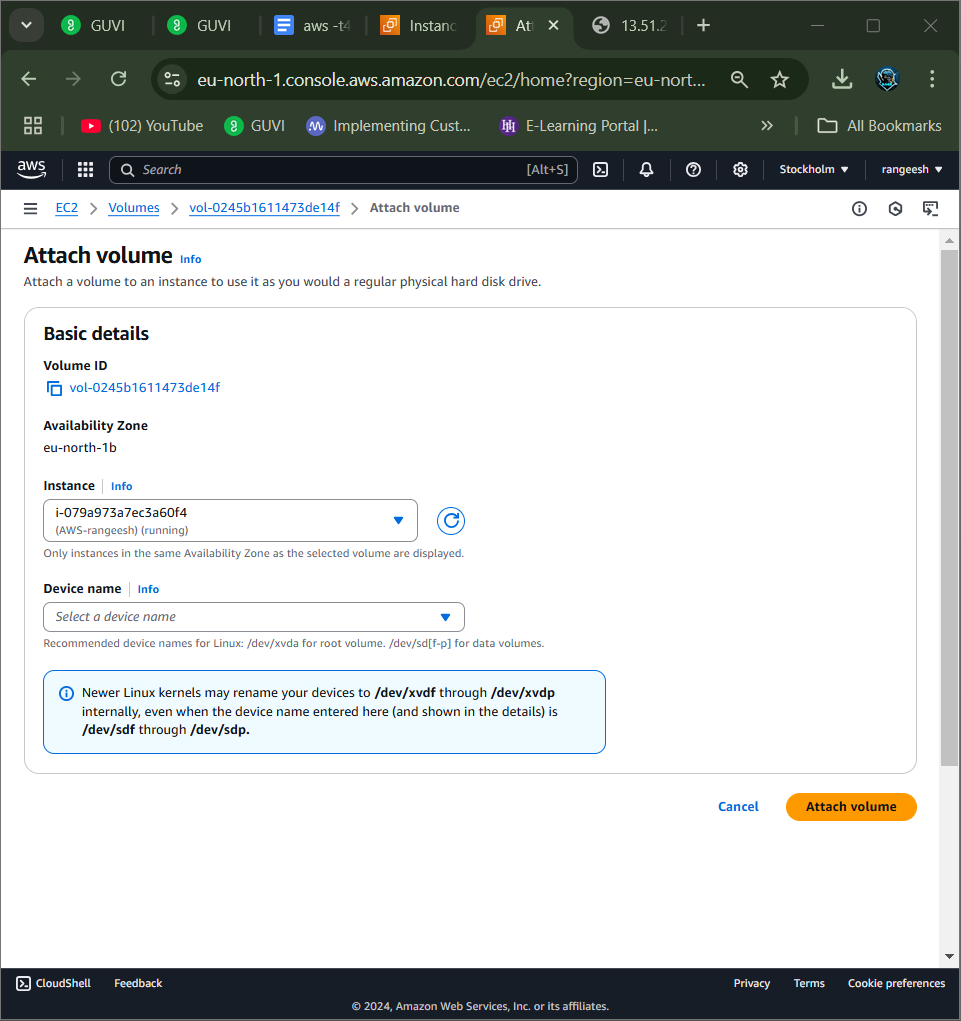 GUVI
GUVI
aws -t4
Instanc
At
13.51.2
eu-north-1.console.aws.amazon.com/ec2/home?region=eu-nort...
(102) YouTube
GUVI
Implementing Cust...
E-Learning Portal |...
All Bookmarks
aws
Search
[Alt+S]
Stockholm
rangeesh
EC2
Volumes
vol-0245b1611473de14f
Attach volume
Attach volume Info
Attach a volume to an instance to use it as you would a regular physical hard disk drive.
Basic details
Volume ID
vol-0245b1611473de14f
Availability Zone
eu-north-1b
Instance Info
i-079a973a7ec3a60f4
(AWS-rangeesh) (running)
Only instances in the same Availability Zone as the selected volume are displayed.
Device name Info
Select a device name
Recommended device names for Linux: /dev/xvda for root volume. /dev/sd[f-p] for data volumes.
Newer Linux kernels may rename your devices to /dev/xvdf through /dev/xvdp
internally, even when the device name entered here (and shown in the details) is
/dev/sdf through /dev/sdp.
Cancel
Attach volume
CloudShell
Feedback
Privacy
Terms
Cookie preferences
© 2024, Amazon Web Services, Inc. or its affiliates.